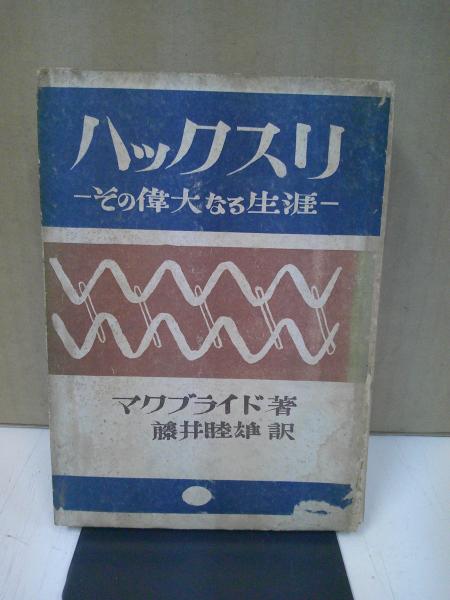 ハックスリ
―その偉大なる生涯―
マクブライド著
藤井睦雄訳